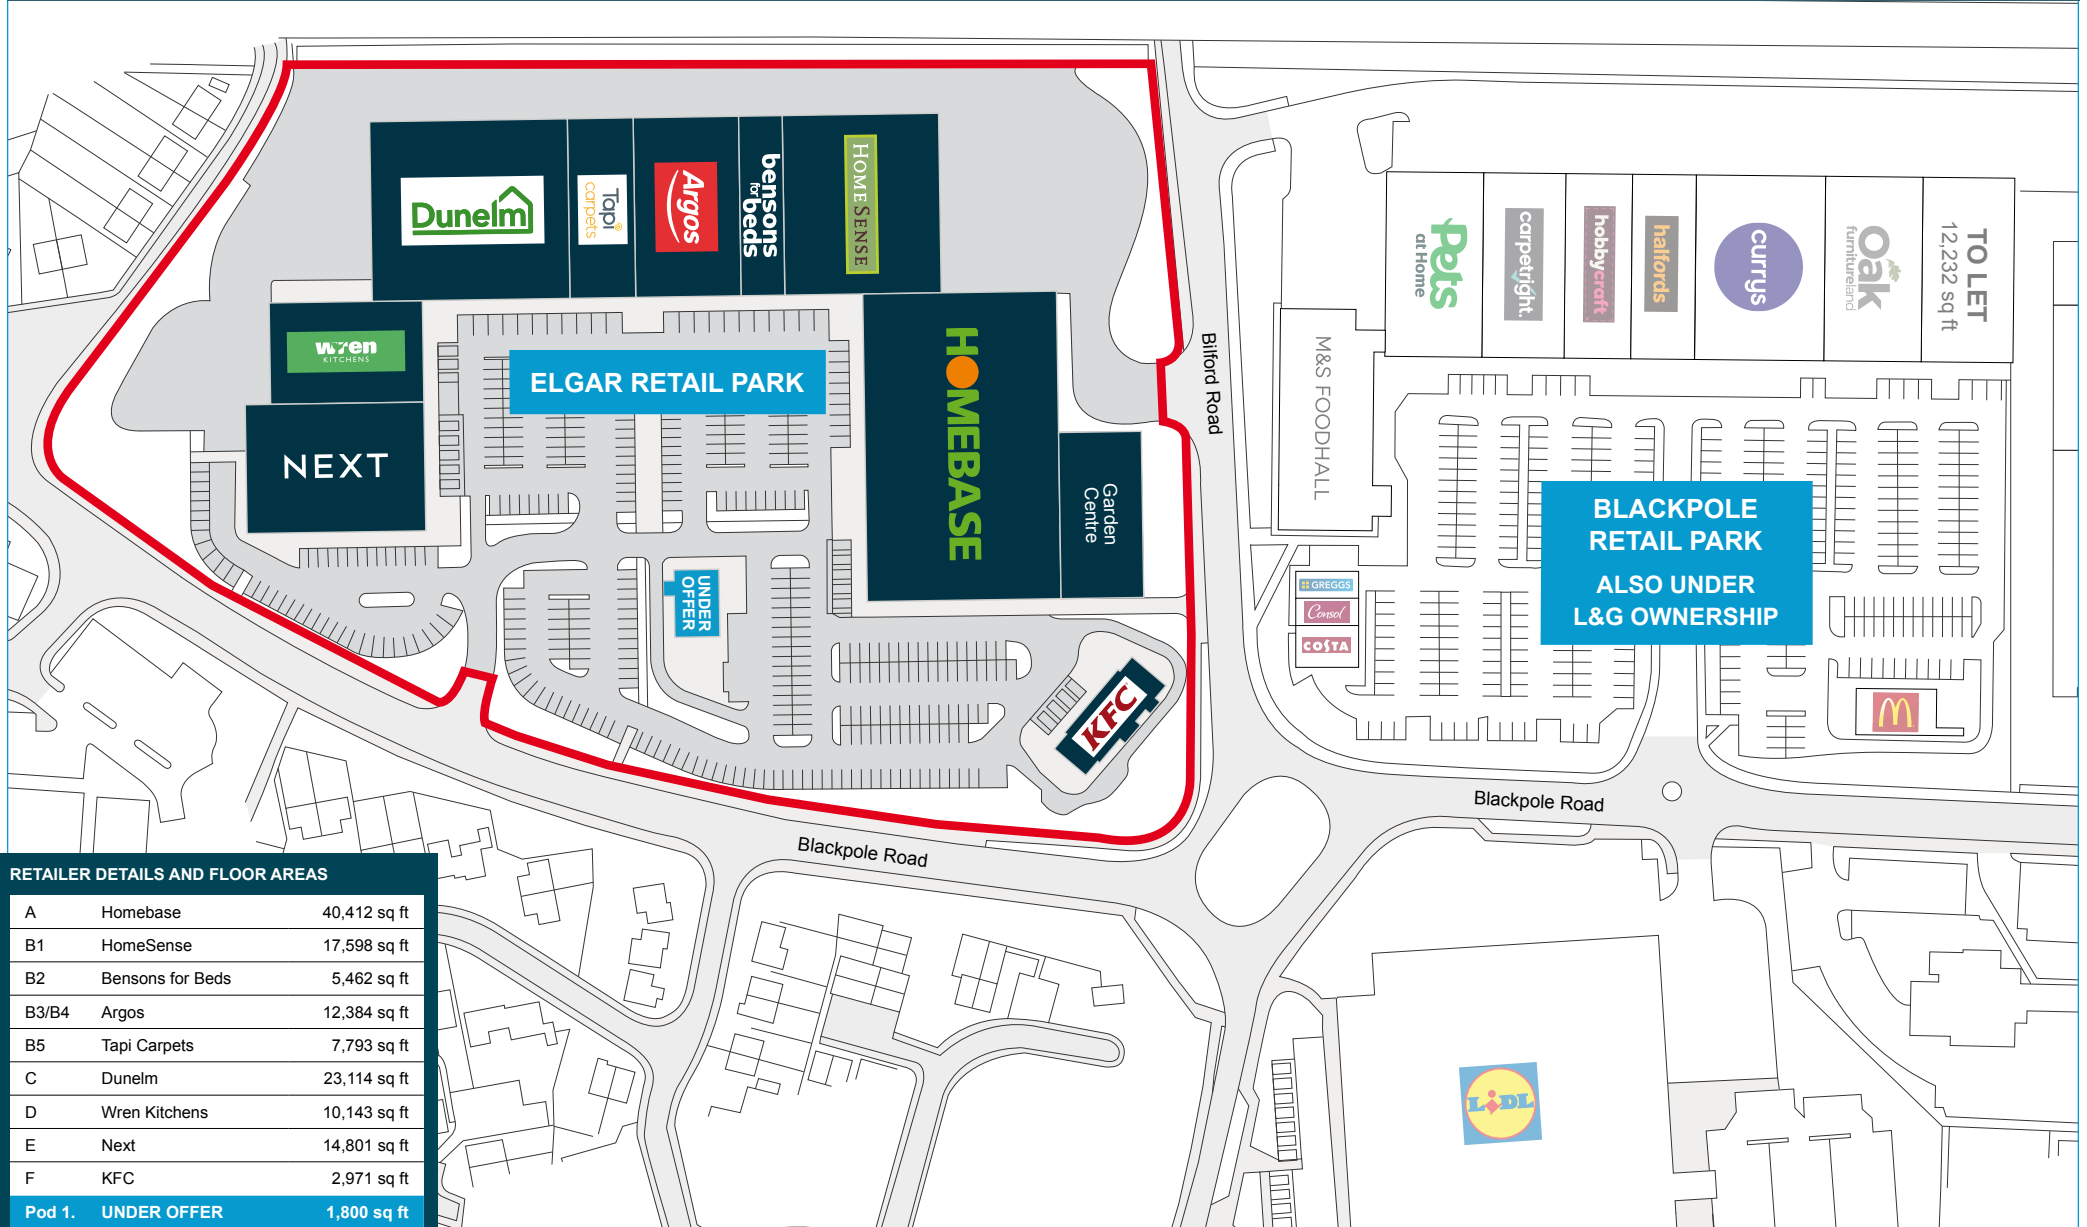 Dunelm
Tapi
carpets
Argos
bensons
for
beds
HOMESENSE
wren
KITCHENS
NEXT
ELGAR RETAIL PARK
HOMEBASE
Garden
Centre
UNDER
OFFER
KFC
Bilford Road
Blackpole Road
Pets
at Home
carpetright.
hobbycraft
halfords
currys
Oak
furnitureland
TO LET
12,232 sq ft
M&S FOODHALL
BLACKPOLE
RETAIL PARK
ALSO UNDER
L&G OWNERSHIP
GREGGS
Consol
COSTA
M
Blackpole Road
LIDL
RETAILER DETAILS AND FLOOR AREAS
A Homebase 40,412 sq ft
B1 HomeSense 17,598 sq ft
B2 Bensons for Beds 5,462 sq ft
B3/B4 Argos 12,384 sq ft
B5 Tapi Carpets 7,793 sq ft
C Dunelm 23,114 sq ft
D Wren Kitchens 10,143 sq ft
E Next 14,801 sq ft
F KFC 2,971 sq ft
Pod 1. UNDER OFFER 1,800 sq ft